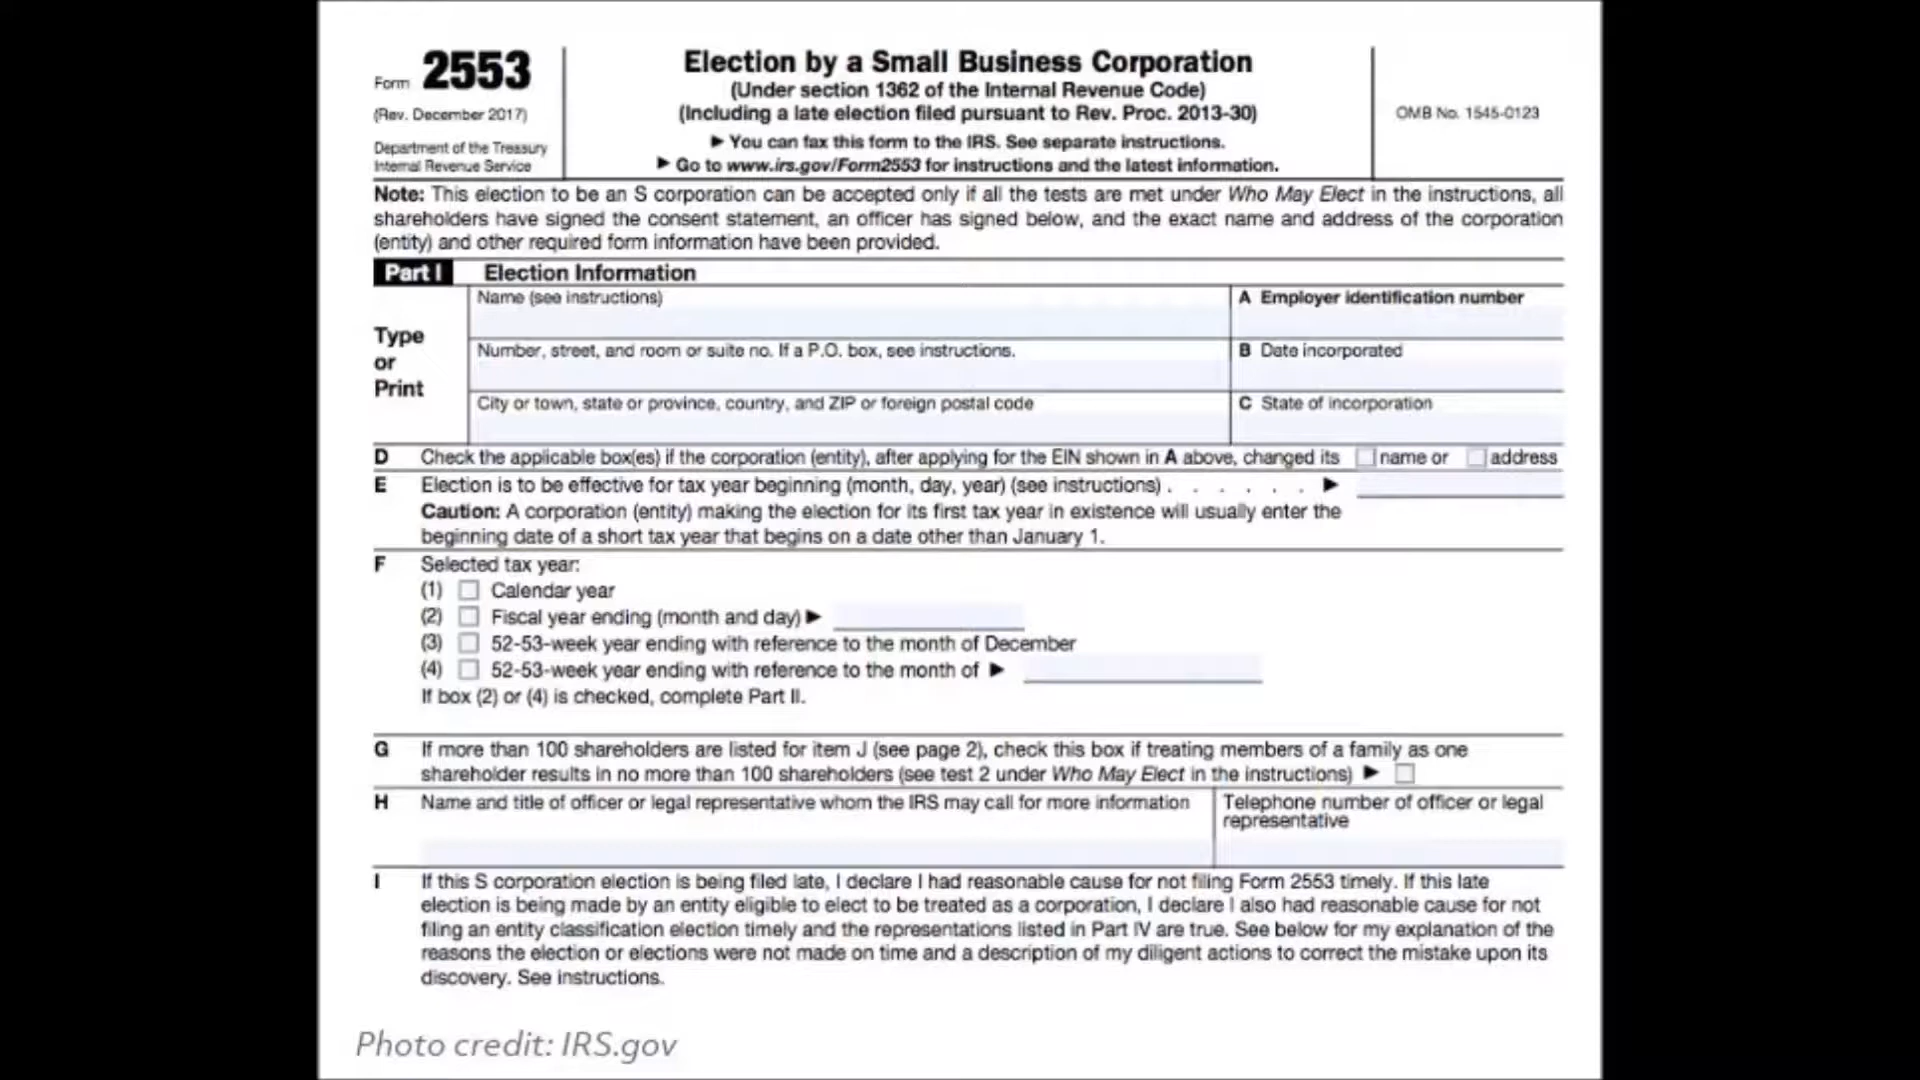 Form 2553
(Rev. December 2017)
Department of the Treasury
Internal Revenue Service
Election by a Small Business Corporation
(Under section 1362 of the Internal Revenue Code)
(Including a late election filed pursuant to Rev. Proc. 2013-30)
▶ You can fax this form to the IRS. See separate instructions.
▶ Go to www.irs.gov/Form2553 for instructions and the latest information.
OMB No. 1545-0123
Note: This election to be an S corporation can be accepted only if all the tests are met under Who May Elect in the instructions, all
shareholders have signed the consent statement, an officer has signed below, and the exact name and address of the corporation
(entity) and other required form information have been provided.
Part I Election Information
Type
or
Print
Name (see instructions)
A Employer identification number
Number, street, and room or suite no. If a P.O. box, see instructions.
B Date incorporated
City or town, state or province, country, and ZIP or foreign postal code
C State of incorporation
D Check the applicable box(es) if the corporation (entity), after applying for the EIN shown in A above, changed its name or address
E Election is to be effective for tax year beginning (month, day, year) (see instructions) . . . . . . ▶
Caution: A corporation (entity) making the election for its first tax year in existence will usually enter the
beginning date of a short tax year that begins on a date other than January 1.
F Selected tax year:
(1) Calendar year
(2) Fiscal year ending (month and day) ▶
(3) 52-53-week year ending with reference to the month of December
(4) 52-53-week year ending with reference to the month of ▶
If box (2) or (4) is checked, complete Part II.
G If more than 100 shareholders are listed for item J (see page 2), check this box if treating members of a family as one
shareholder results in no more than 100 shareholders (see test 2 under Who May Elect in the instructions) ▶
H Name and title of officer or legal representative whom the IRS may call for more information
Telephone number of officer or legal
representative
I If this S corporation election is being filed late, I declare I had reasonable cause for not filing Form 2553 timely. If this late
election is being made by an entity eligible to elect to be treated as a corporation, I declare I also had reasonable cause for not
filing an entity classification election timely and the representations listed in Part IV are true. See below for my explanation of the
reasons the election or elections were not made on time and a description of my diligent actions to correct the mistake upon its
discovery. See instructions.
Photo credit: IRS.gov